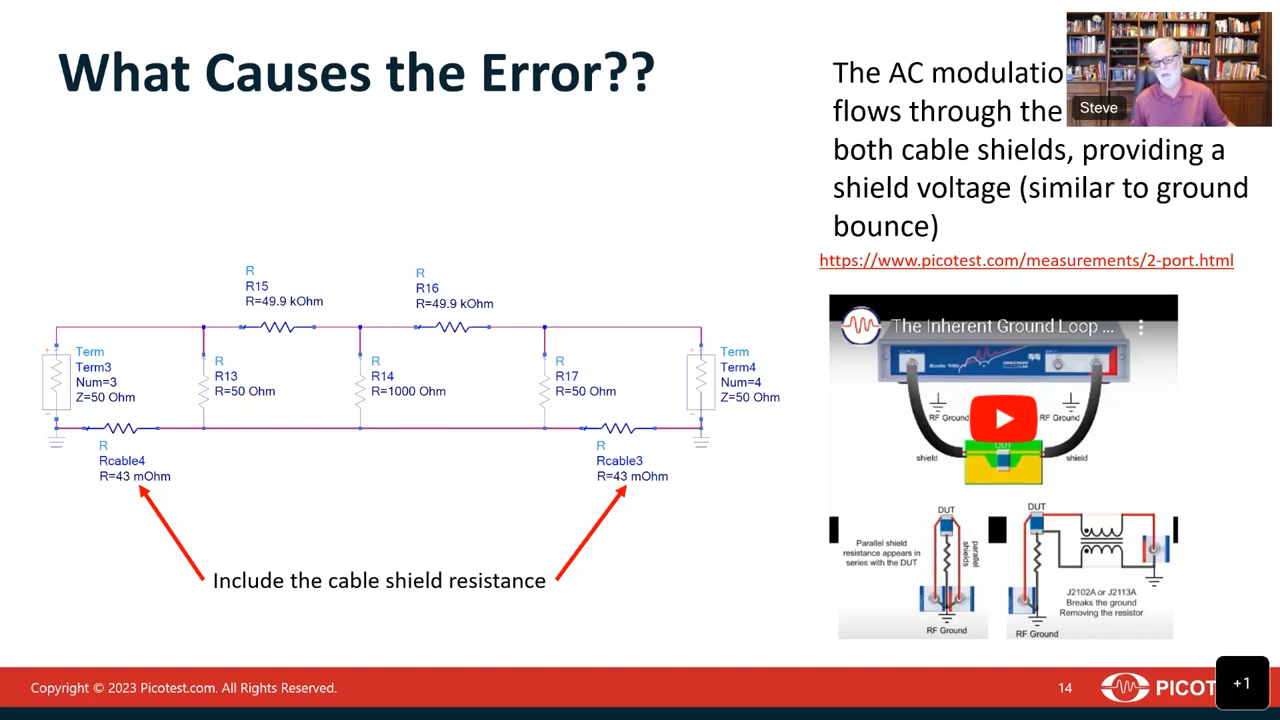 What Causes the Error??
The AC modulatio
flows through the
both cable shields, providing a
shield voltage (similar to ground
bounce)
https://www.picotest.com/measurements/2-port.html
Steve
R
R15
R=49.9 kOhm
R
R16
R=49.9 kOhm
Term
Term3
Num=3
Z=50 Ohm
R
R13
R=50 Ohm
R
R14
R=1000 Ohm
R
R17
R=50 Ohm
Term
Term4
Num=4
Z=50 Ohm
R
Rcable4
R=43 mOhm
R
Rcable3
R=43 mOhm
Include the cable shield resistance
The Inherent Ground Loop ...
Bode 100
RF Ground
RF Ground
shield
DUT
shield
DUT
Parallel shield
resistance appears in
series with the DUT
parallel
shields
RF Ground
DUT
J2102A or J2113A
Breaks the ground
Removing the resistor
RF Ground
Copyright © 2023 Picotest.com. All Rights Reserved.
14
PICOT
+1